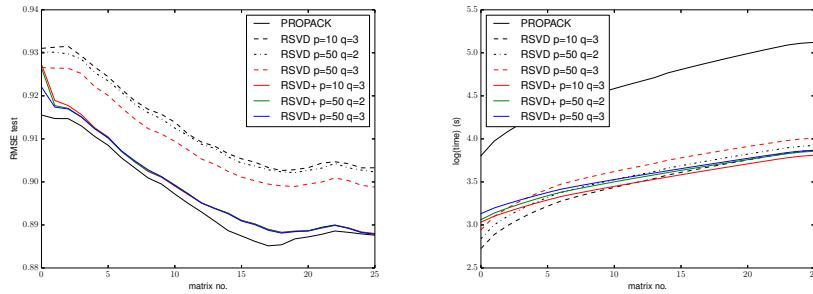 0.94
0.93
0.92
0.91
0.90
0.89
0.88
RMSE test
0
5
10
15
20
25
matrix no.
PROPACK
RSVD p=10 q=3
RSVD p=50 q=2
RSVD p=50 q=3
RSVD+ p=10 q=3
RSVD+ p=50 q=2
RSVD+ p=50 q=3
5.5
5.0
4.5
4.0
3.5
3.0
2.5
log(time) (s)
0
5
10
15
20
25
matrix no.
PROPACK
RSVD p=10 q=3
RSVD p=50 q=2
RSVD p=50 q=3
RSVD+ p=10 q=3
RSVD+ p=50 q=2
RSVD+ p=50 q=3